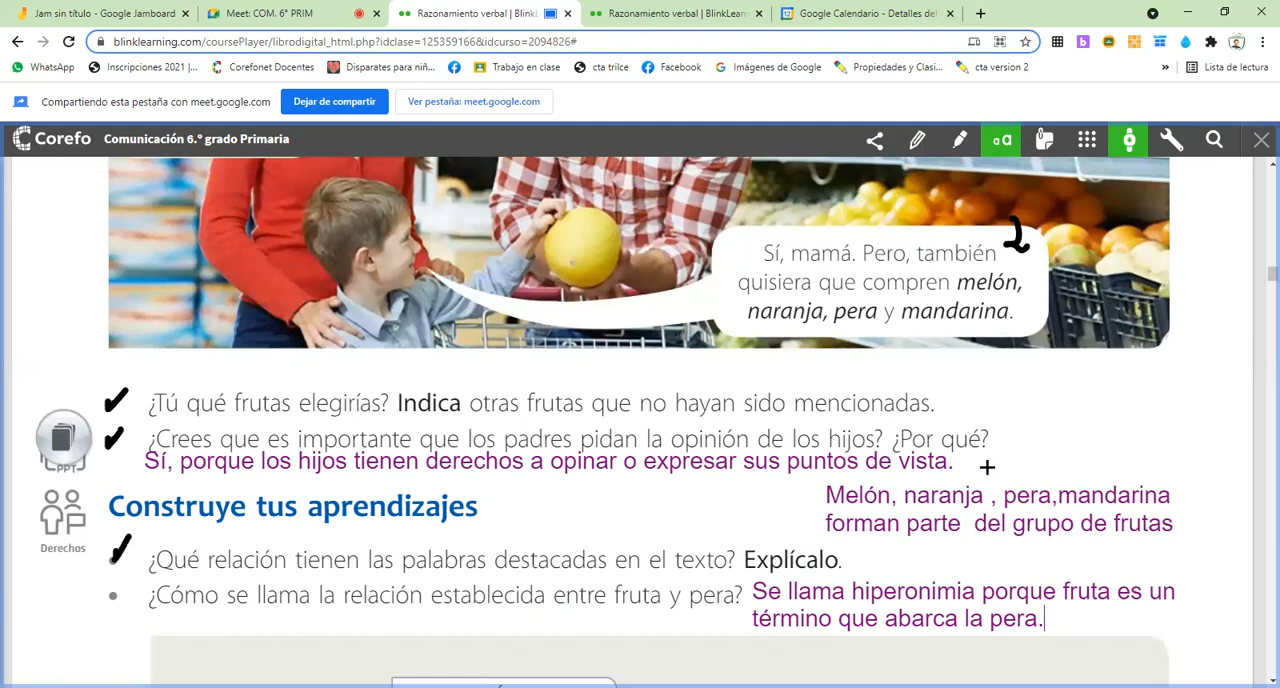 Jam sin título - Google Jamboard
Meet: COM. 6° PRIM
Razonamiento verbal | BlinkL
Razonamiento verbal | BlinkLear
Google Calendario - Detalles del
blinklearning.com/coursePlayer/librodigital_html.php?idclase=125359166&idcurso=2094826#
WhatsApp
Inscripciones 2021 |...
Corefonet Docentes
Disparates para niñ...
Trabajo en clase
cta trilce
Facebook
Imágenes de Google
Propiedades y Clasi...
cta version 2
»
Lista de lectura
Compartiendo esta pestaña con meet.google.com
Dejar de compartir
Ver pestaña: meet.google.com
Corefo
Comunicación 6.º grado Primaria
aa
Sí, mamá. Pero, también
quisiera que compren melón,
naranja, pera y mandarina.
2
¿Tú qué frutas elegirías? Indica otras frutas que no hayan sido mencionadas.
¿Crees que es importante que los padres pidan la opinión de los hijos? ¿Por qué?
PPT
Sí, porque los hijos tienen derechos a opinar o expresar sus puntos de vista.
Construye tus aprendizajes
Melón, naranja , pera,mandarina
forman parte del grupo de frutas
Derechos
¿Qué relación tienen las palabras destacadas en el texto? Explícalo.
¿Cómo se llama la relación establecida entre fruta y pera?
Se llama hiperonimia porque fruta es un
término que abarca la pera.